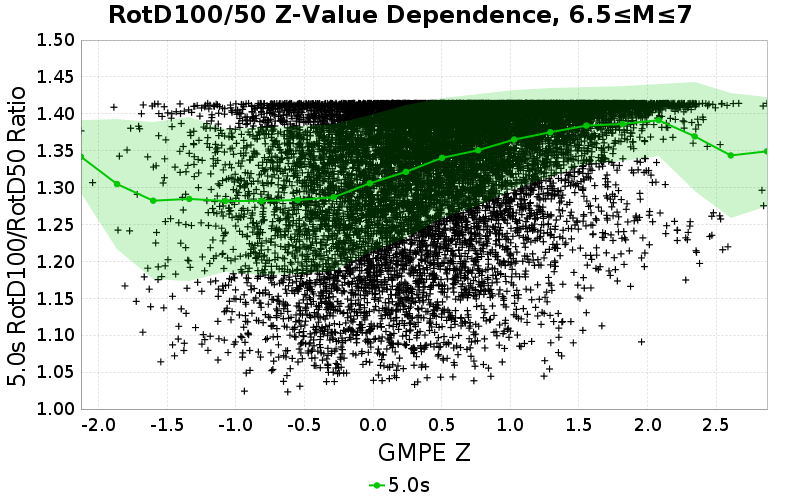 RotD100/50 Z-Value Dependence, 6.5≤M≤7
5.0s RotD100/RotD50 Ratio
1.50
1.45
1.40
1.35
1.30
1.25
1.20
1.15
1.10
1.05
1.00
-2.0 -1.5 -1.0 -0.5 0.0 0.5 1.0 1.5 2.0 2.5
GMPE Z
5.0s